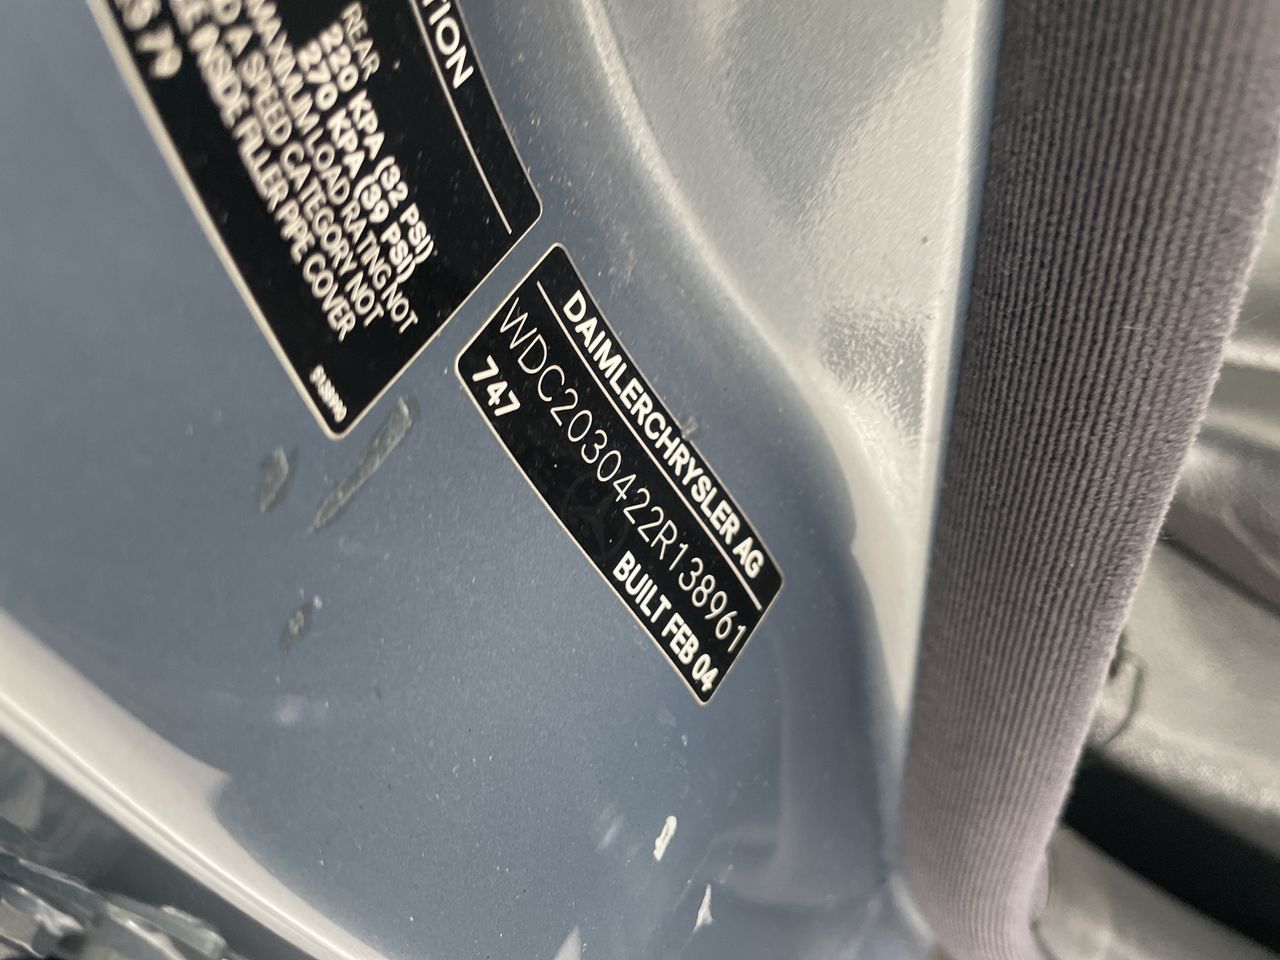 TION
REAR
220 KPA (32 PSI)
270 KPA (39 PSI)
MAXIMUM LOAD RATING NOT
D A SPEED CATEGORY NOT
INSIDE FILLER PIPE COVER
79
DAIMLERCHRYSLER AG
WDC2030422R138961
747 BUILT FEB 04